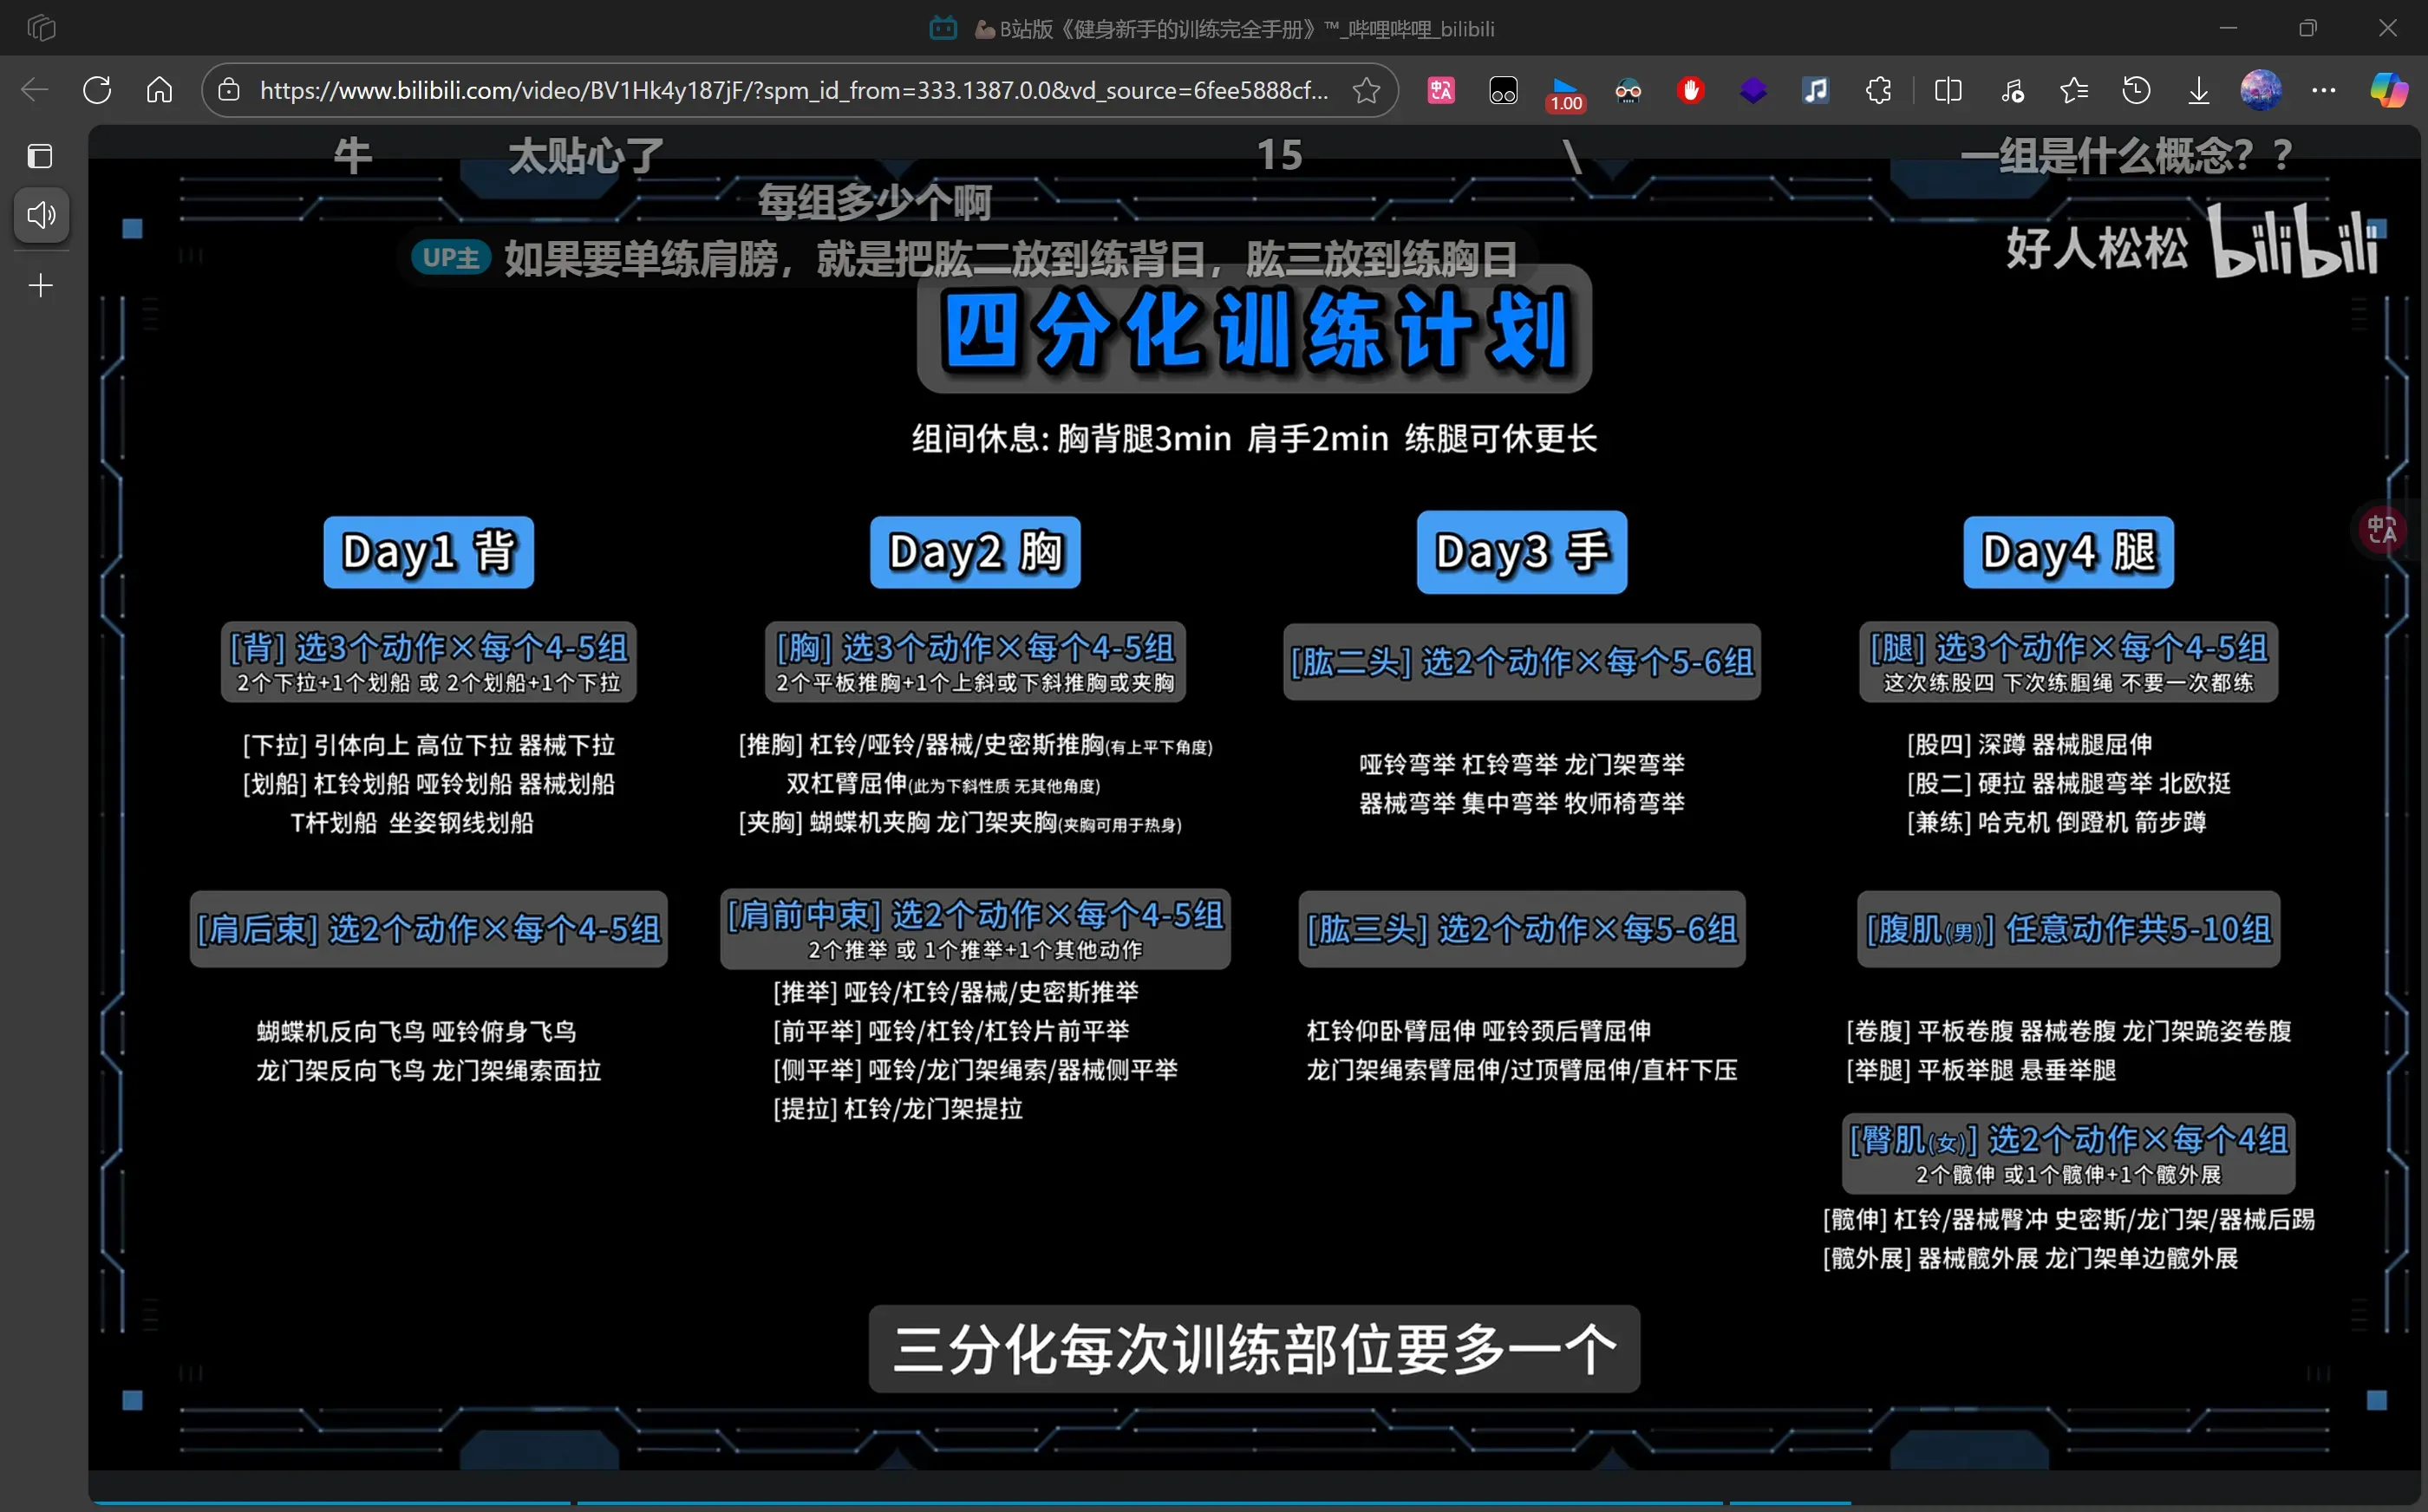 B站版《健身新手的训练完全手册》™_哔哩哔哩_bilibili
https://www.bilibili.com/video/BV1Hk4y187jF/?spm_id_from=333.1387.0.0&vd_source=6fee5888cf...
1.00
牛 太贴心了 15 \ 一组是什么概念？？
每组多少个啊
UP主 如果要单练肩膀，就是把肱二放到练背日，肱三放到练胸日
好人松松 bilibili
四分化训练计划
组间休息: 胸背腿3min 肩手2min 练腿可休更长
Day1 背
[背] 选3个动作×每个4-5组
2个下拉+1个划船 或 2个划船+1个下拉
[下拉] 引体向上 高位下拉 器械下拉
[划船] 杠铃划船 哑铃划船 器械划船
T杆划船 坐姿钢线划船
[肩后束] 选2个动作×每个4-5组
蝴蝶机反向飞鸟 哑铃俯身飞鸟
龙门架反向飞鸟 龙门架绳索面拉
Day2 胸
[胸] 选3个动作×每个4-5组
2个平板推胸+1个上斜或下斜推胸或夹胸
[推胸] 杠铃/哑铃/器械/史密斯推胸(有上平下角度)
双杠臂屈伸(此为下斜性质 无其他角度)
[夹胸] 蝴蝶机夹胸 龙门架夹胸(夹胸可用于热身)
[肩前中束] 选2个动作×每个4-5组
2个推举 或 1个推举+1个其他动作
[推举] 哑铃/杠铃/器械/史密斯推举
[前平举] 哑铃/杠铃/杠铃片前平举
[侧平举] 哑铃/龙门架绳索/器械侧平举
[提拉] 杠铃/龙门架提拉
Day3 手
[肱二头] 选2个动作×每个5-6组
哑铃弯举 杠铃弯举 龙门架弯举
器械弯举 集中弯举 牧师椅弯举
[肱三头] 选2个动作×每5-6组
杠铃仰卧臂屈伸 哑铃颈后臂屈伸
龙门架绳索臂屈伸/过顶臂屈伸/直杆下压
Day4 腿
[腿] 选3个动作×每个4-5组
这次练股四 下次练腘绳 不要一次都练
[股四] 深蹲 器械腿屈伸
[股二] 硬拉 器械腿弯举 北欧挺
[兼练] 哈克机 倒蹬机 箭步蹲
[腹肌(男)] 任意动作共5-10组
[卷腹] 平板卷腹 器械卷腹 龙门架跪姿卷腹
[举腿] 平板举腿 悬垂举腿
[臀肌(女)] 选2个动作×每个4组
2个髋伸 或1个髋伸+1个髋外展
[髋伸] 杠铃/器械臀冲 史密斯/龙门架/器械后踢
[髋外展] 器械髋外展 龙门架单边髋外展
三分化每次训练部位要多一个